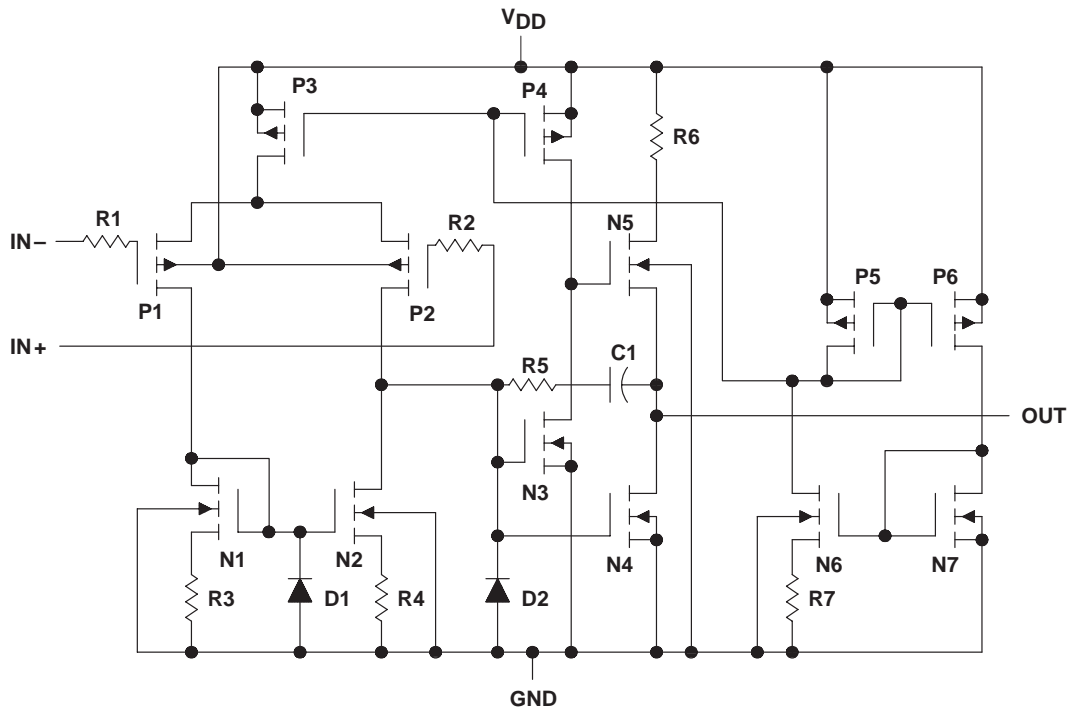 VDD
P3
P4
R6
R1
R2
N5
IN−
P5
P6
P1
P2
IN+
R5
C1
OUT
N3
N1
N2
N4
N6
N7
R3
D1
R4
D2
R7
GND